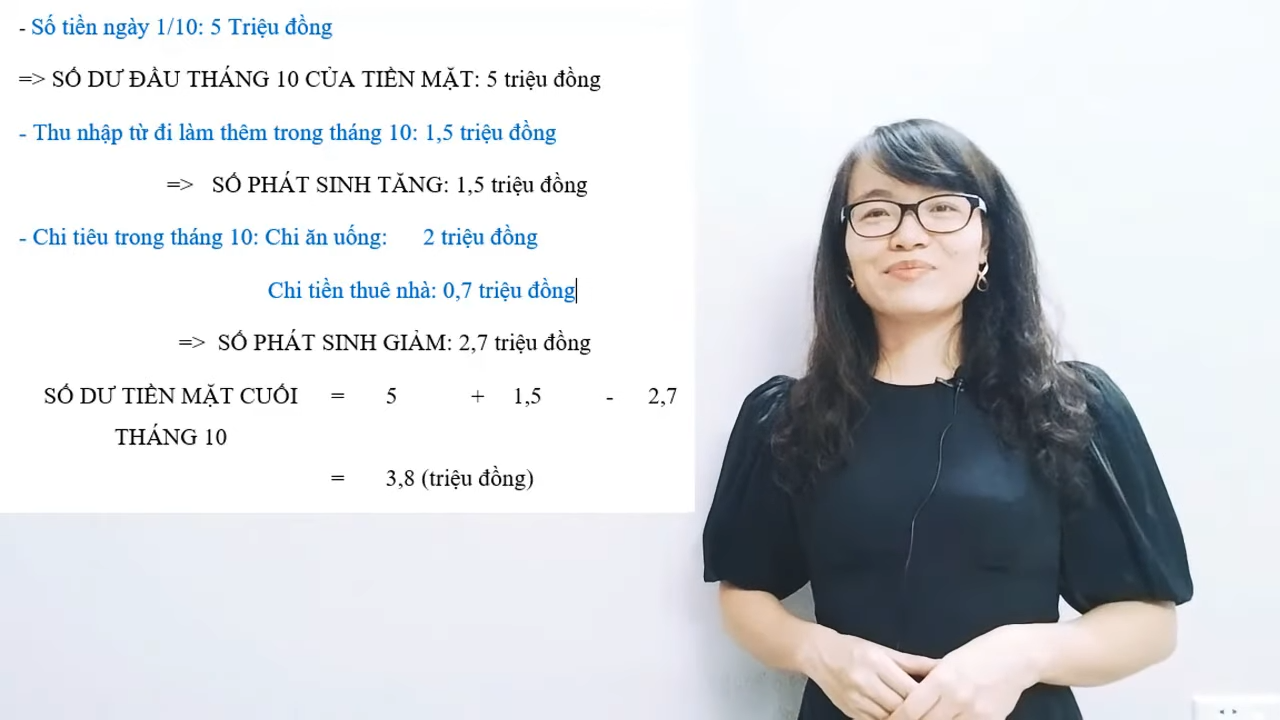 - Số tiền ngày 1/10: 5 Triệu đồng
=> SỐ DƯ ĐẦU THÁNG 10 CỦA TIỀN MẶT: 5 triệu đồng
- Thu nhập từ đi làm thêm trong tháng 10: 1,5 triệu đồng
=> SỐ PHÁT SINH TĂNG: 1,5 triệu đồng
- Chi tiêu trong tháng 10: Chi ăn uống: 2 triệu đồng
Chi tiền thuê nhà: 0,7 triệu đồng
=> SỐ PHÁT SINH GIẢM: 2,7 triệu đồng
SỐ DƯ TIỀN MẶT CUỐI = 5 + 1,5 - 2,7
THÁNG 10
= 3,8 (triệu đồng)